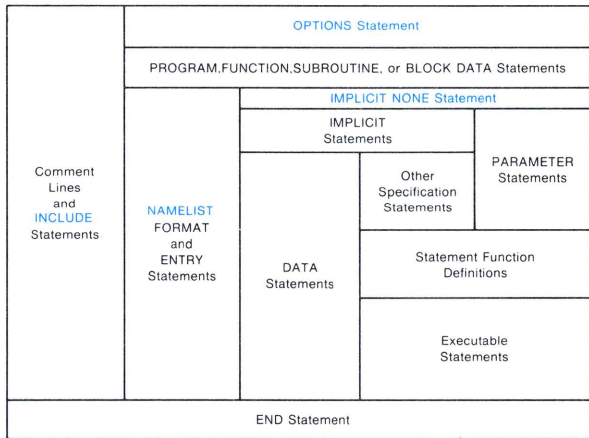 OPTIONS Statement
PROGRAM,FUNCTION,SUBROUTINE, or BLOCK DATA Statements
IMPLICIT NONE Statement
IMPLICIT
Statements
PARAMETER
Statements
Comment
Lines
and
INCLUDE
Statements
NAMELIST
FORMAT
and
ENTRY
Statements
Other
Specification
Statements
DATA
Statements
Statement Function
Definitions
Executable
Statements
END Statement